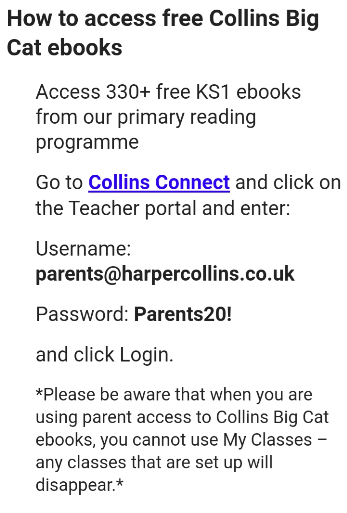 How to access free Collins Big
Cat ebooks
Access 330+ free KS1 ebooks
from our primary reading
programme
Go to Collins Connect and click on
the Teacher portal and enter:
Username:
parents@harpercollins.co.uk
Password: Parents20!
and click Login.
*Please be aware that when you are
using parent access to Collins Big Cat
ebooks, you cannot use My Classes –
any classes that are set up will
disappear.*